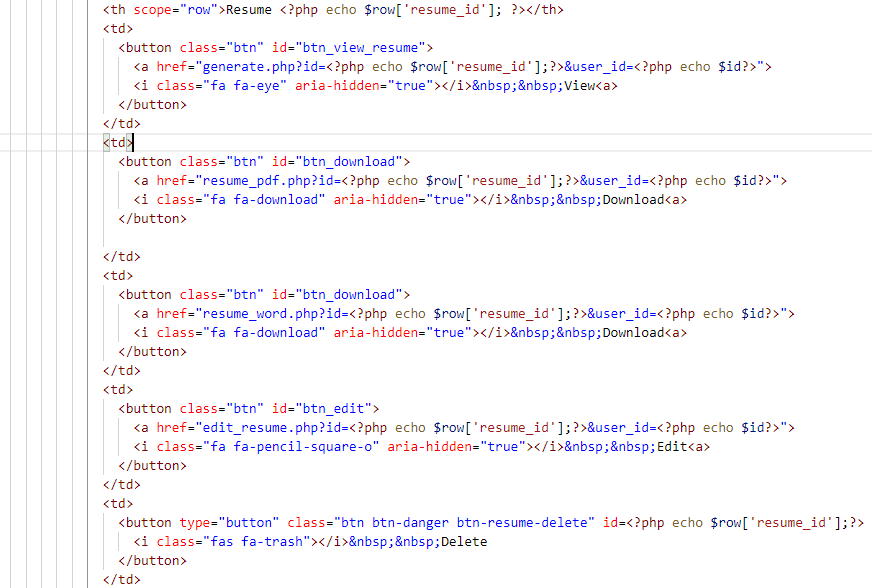 <th scope="row">Resume <?php echo $row['resume_id']; ?></th>
<td>
<button class="btn" id="btn_view_resume">
<a href="generate.php?id=<?php echo $row['resume_id'];?>&user_id=<?php echo $id?>">
<i class="fa fa-eye" aria-hidden="true"></i>&nbsp;&nbsp;View<a>
</button>
</td>
<td>
<button class="btn" id="btn_download">
<a href="resume_pdf.php?id=<?php echo $row['resume_id'];?>&user_id=<?php echo $id?>">
<i class="fa fa-download" aria-hidden="true"></i>&nbsp;&nbsp;Download<a>
</button>
</td>
<td>
<button class="btn" id="btn_download">
<a href="resume_word.php?id=<?php echo $row['resume_id'];?>&user_id=<?php echo $id?>">
<i class="fa fa-download" aria-hidden="true"></i>&nbsp;&nbsp;Download<a>
</button>
</td>
<td>
<button class="btn" id="btn_edit">
<a href="edit_resume.php?id=<?php echo $row['resume_id'];?>&user_id=<?php echo $id?>">
<i class="fa fa-pencil-square-o" aria-hidden="true"></i>&nbsp;&nbsp;Edit<a>
</button>
</td>
<td>
<button type="button" class="btn btn-danger btn-resume-delete" id=<?php echo $row['resume_id'];?>
<i class="fas fa-trash"></i>&nbsp;&nbsp;Delete
</button>
</td>